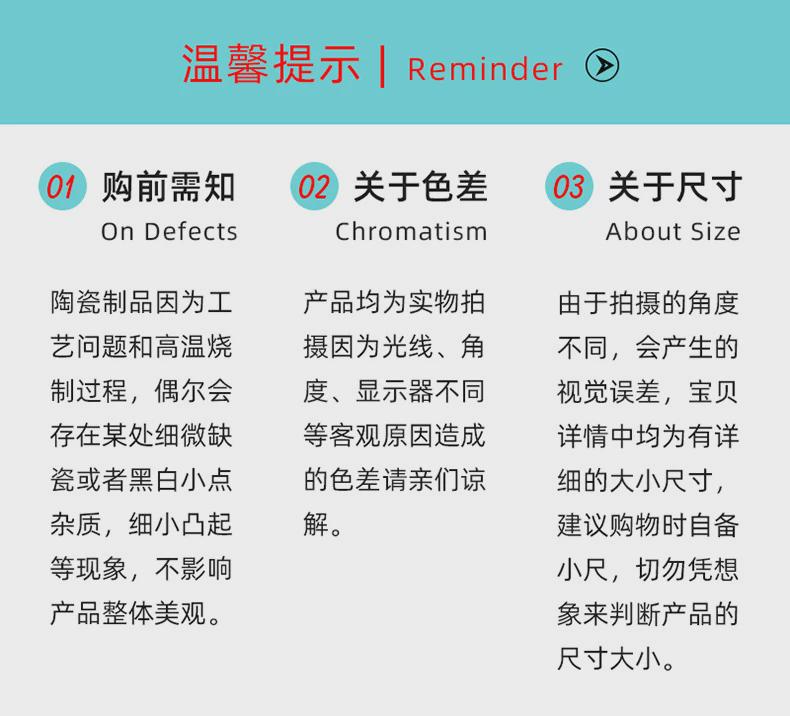 温馨提示 | Reminder
01 购前需知
On Defects
陶瓷制品因为工
艺问题和高温烧
制过程，偶尔会
存在某处细微缺
瓷或者黑白小点
杂质，细小凸起
等现象，不影响
产品整体美观。
02 关于色差
Chromatism
产品均为实物拍
摄因为光线、角
度、显示器不同
等客观原因造成
的色差请亲们谅
解。
03 关于尺寸
About Size
由于拍摄的角度
不同，会产生的
视觉误差，宝贝
详情中均为有详
细的大小尺寸，
建议购物时自备
小尺，切勿凭想
象来判断产品的
尺寸大小。